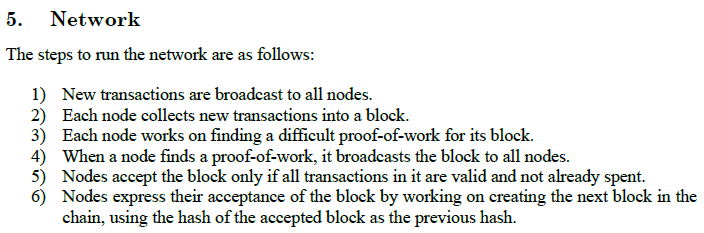 5. Network
The steps to run the network are as follows:
1) New transactions are broadcast to all nodes.
2) Each node collects new transactions into a block.
3) Each node works on finding a difficult proof-of-work for its block.
4) When a node finds a proof-of-work, it broadcasts the block to all nodes.
5) Nodes accept the block only if all transactions in it are valid and not already spent.
6) Nodes express their acceptance of the block by working on creating the next block in the
chain, using the hash of the accepted block as the previous hash.